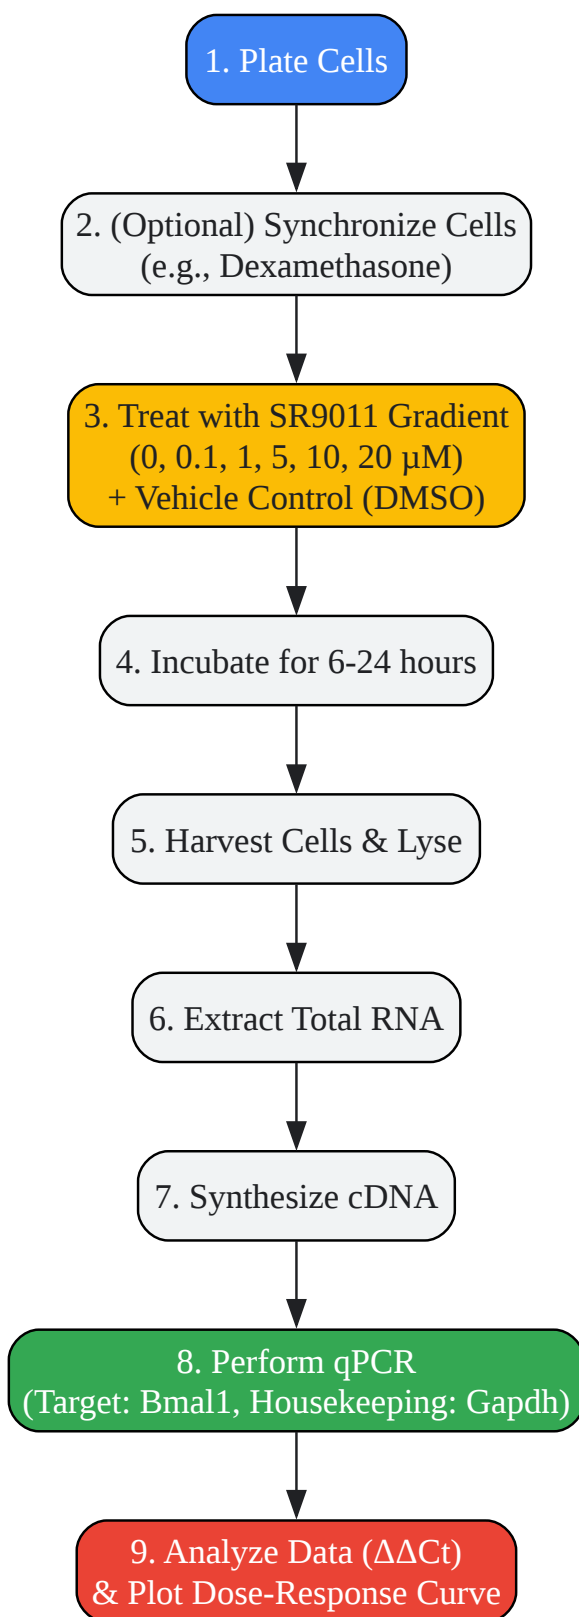 1. Plate Cells
2. (Optional) Synchronize Cells
(e.g., Dexamethasone)
3. Treat with SR9011 Gradient
(0, 0.1, 1, 5, 10, 20 µM)
+ Vehicle Control (DMSO)
4. Incubate for 6-24 hours
5. Harvest Cells & Lyse
6. Extract Total RNA
7. Synthesize cDNA
8. Perform qPCR
(Target: Bmal1, Housekeeping: Gapdh)
9. Analyze Data (ΔΔCt)
& Plot Dose-Response Curve